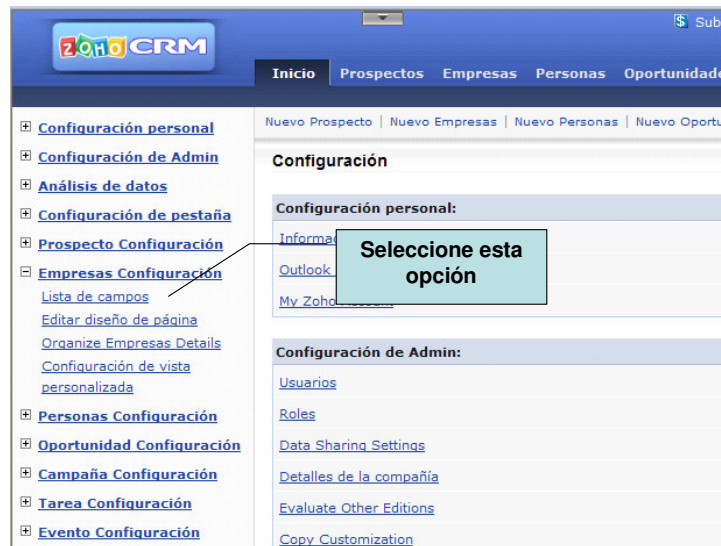 ZOHO CRM
Sub
Inicio Prospectos Empresas Personas Oportunidade
Nuevo Prospecto | Nuevo Empresas | Nuevo Personas | Nuevo Oportu
Configuración personal
Configuración de Admin
Análisis de datos
Configuración de pestaña
Prospecto Configuración
Empresas Configuración
Lista de campos
Editar diseño de página
Organize Empresas Details
Configuración de vista
personalizada
Personas Configuración
Oportunidad Configuración
Campaña Configuración
Tarea Configuración
Evento Configuración
Configuración
Configuración personal:
Informa
Outlook
My Zoho
Seleccione esta
opción
Configuración de Admin:
Usuarios
Roles
Data Sharing Settings
Detalles de la compañía
Evaluate Other Editions
Copy Customization